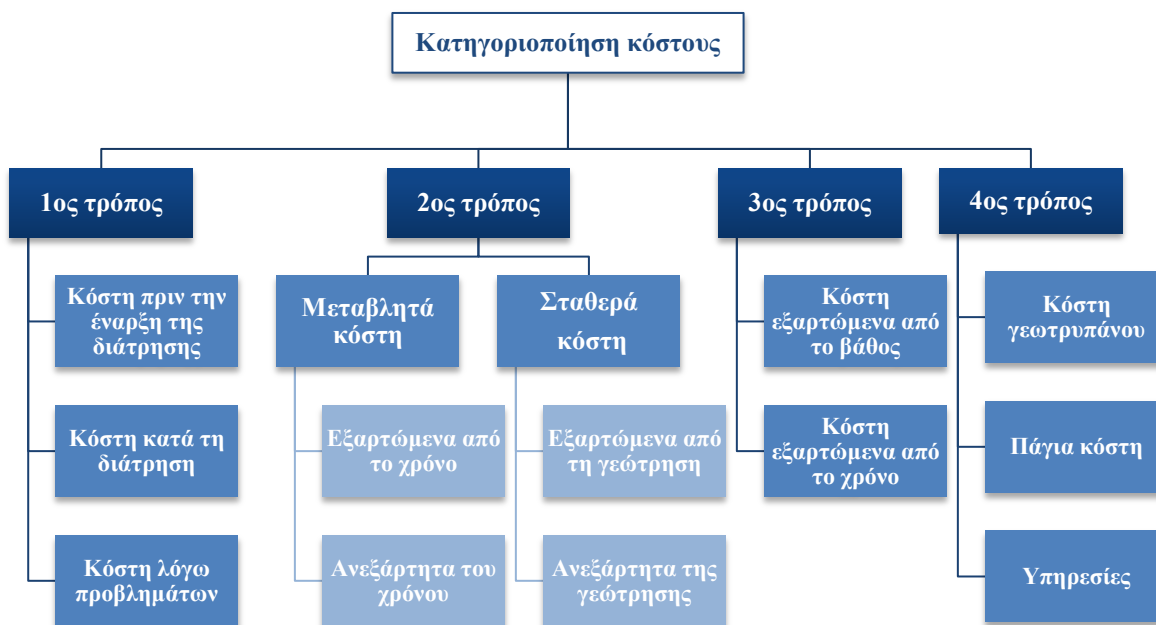 Κατηγοριοποίηση κόστους
1ος τρόπος
Κόστη πριν την
έναρξη της
διάτρησης
Κόστη κατά τη
διάτρηση
Κόστη λόγω
προβλημάτων
2ος τρόπος
Μεταβλητά
κόστη
Εξαρτώμενα από
το χρόνο
Ανεξάρτητα του
χρόνου
Σταθερά
κόστη
Εξαρτώμενα από
τη γεώτρηση
Ανεξάρτητα της
γεώτρησης
3ος τρόπος
Κόστη
εξαρτώμενα από
το βάθος
Κόστη
εξαρτώμενα από
το χρόνο
4ος τρόπος
Κόστη
γεωτρυπάνου
Πάγια κόστη
Υπηρεσίες